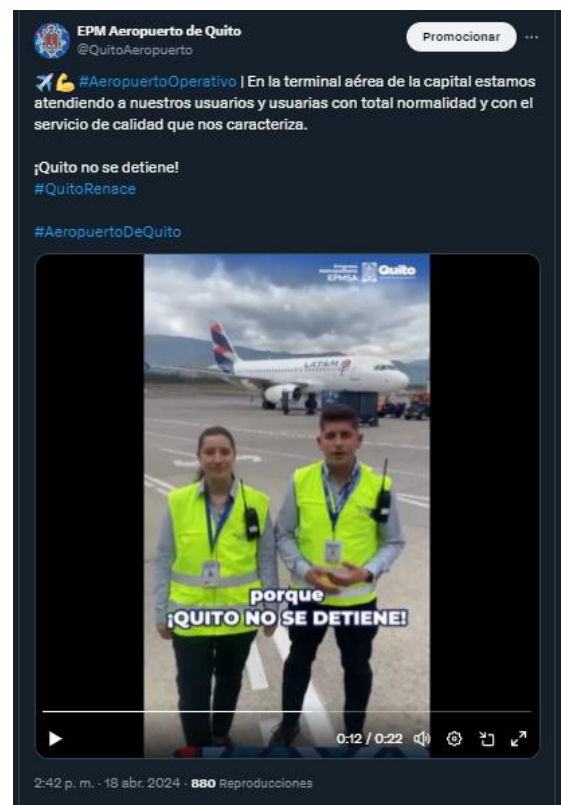 EPM Aeropuerto de Quito
@QuitoAeropuerto
Promocionar
#AeropuertoOperativo | En la terminal aérea de la capital estamos
atendiendo a nuestros usuarios y usuarias con total normalidad y con el
servicio de calidad que nos caracteriza.
¡Quito no se detiene!
#QuitoRenace
#AeropuertoDeQuito
EPMSA
Quito
LATAM
porque
¡QUITO NO SE DETIENE!
0:12 / 0:22
2:42 p. m. · 18 abr. 2024 · 880 Reproducciones